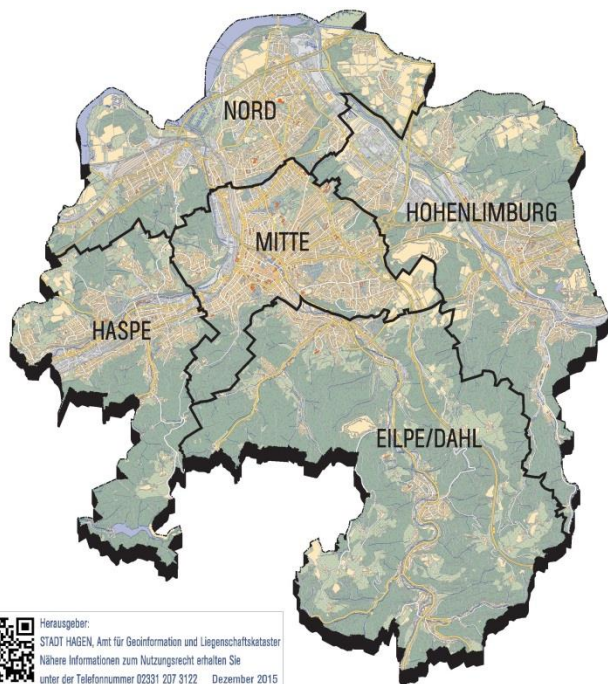 NORD
HOHENLIMBURG
MITTE
HASPE
EILPE/DAHL
Herausgeber:
STADT HAGEN, Amt für Geoinformation und Liegenschaftskataster
Nähere Informationen zum Nutzungsrecht erhalten Sie
unter der Telefonnummer 02331 207 3122 Dezember 2015